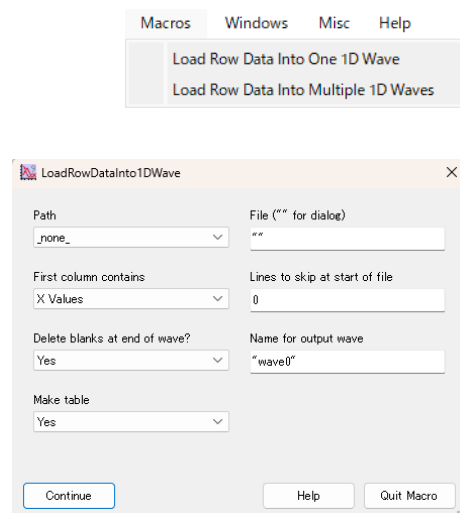 Macros Windows Misc Help
Load Row Data Into One 1D Wave
Load Row Data Into Multiple 1D Waves
LoadRowDataInto1DWave
Path
_none_
File ("" for dialog)
""
First column contains
X Values
Lines to skip at start of file
0
Delete blanks at end of wave?
Yes
Name for output wave
"wave0"
Make table
Yes
Continue
Help
Quit Macro